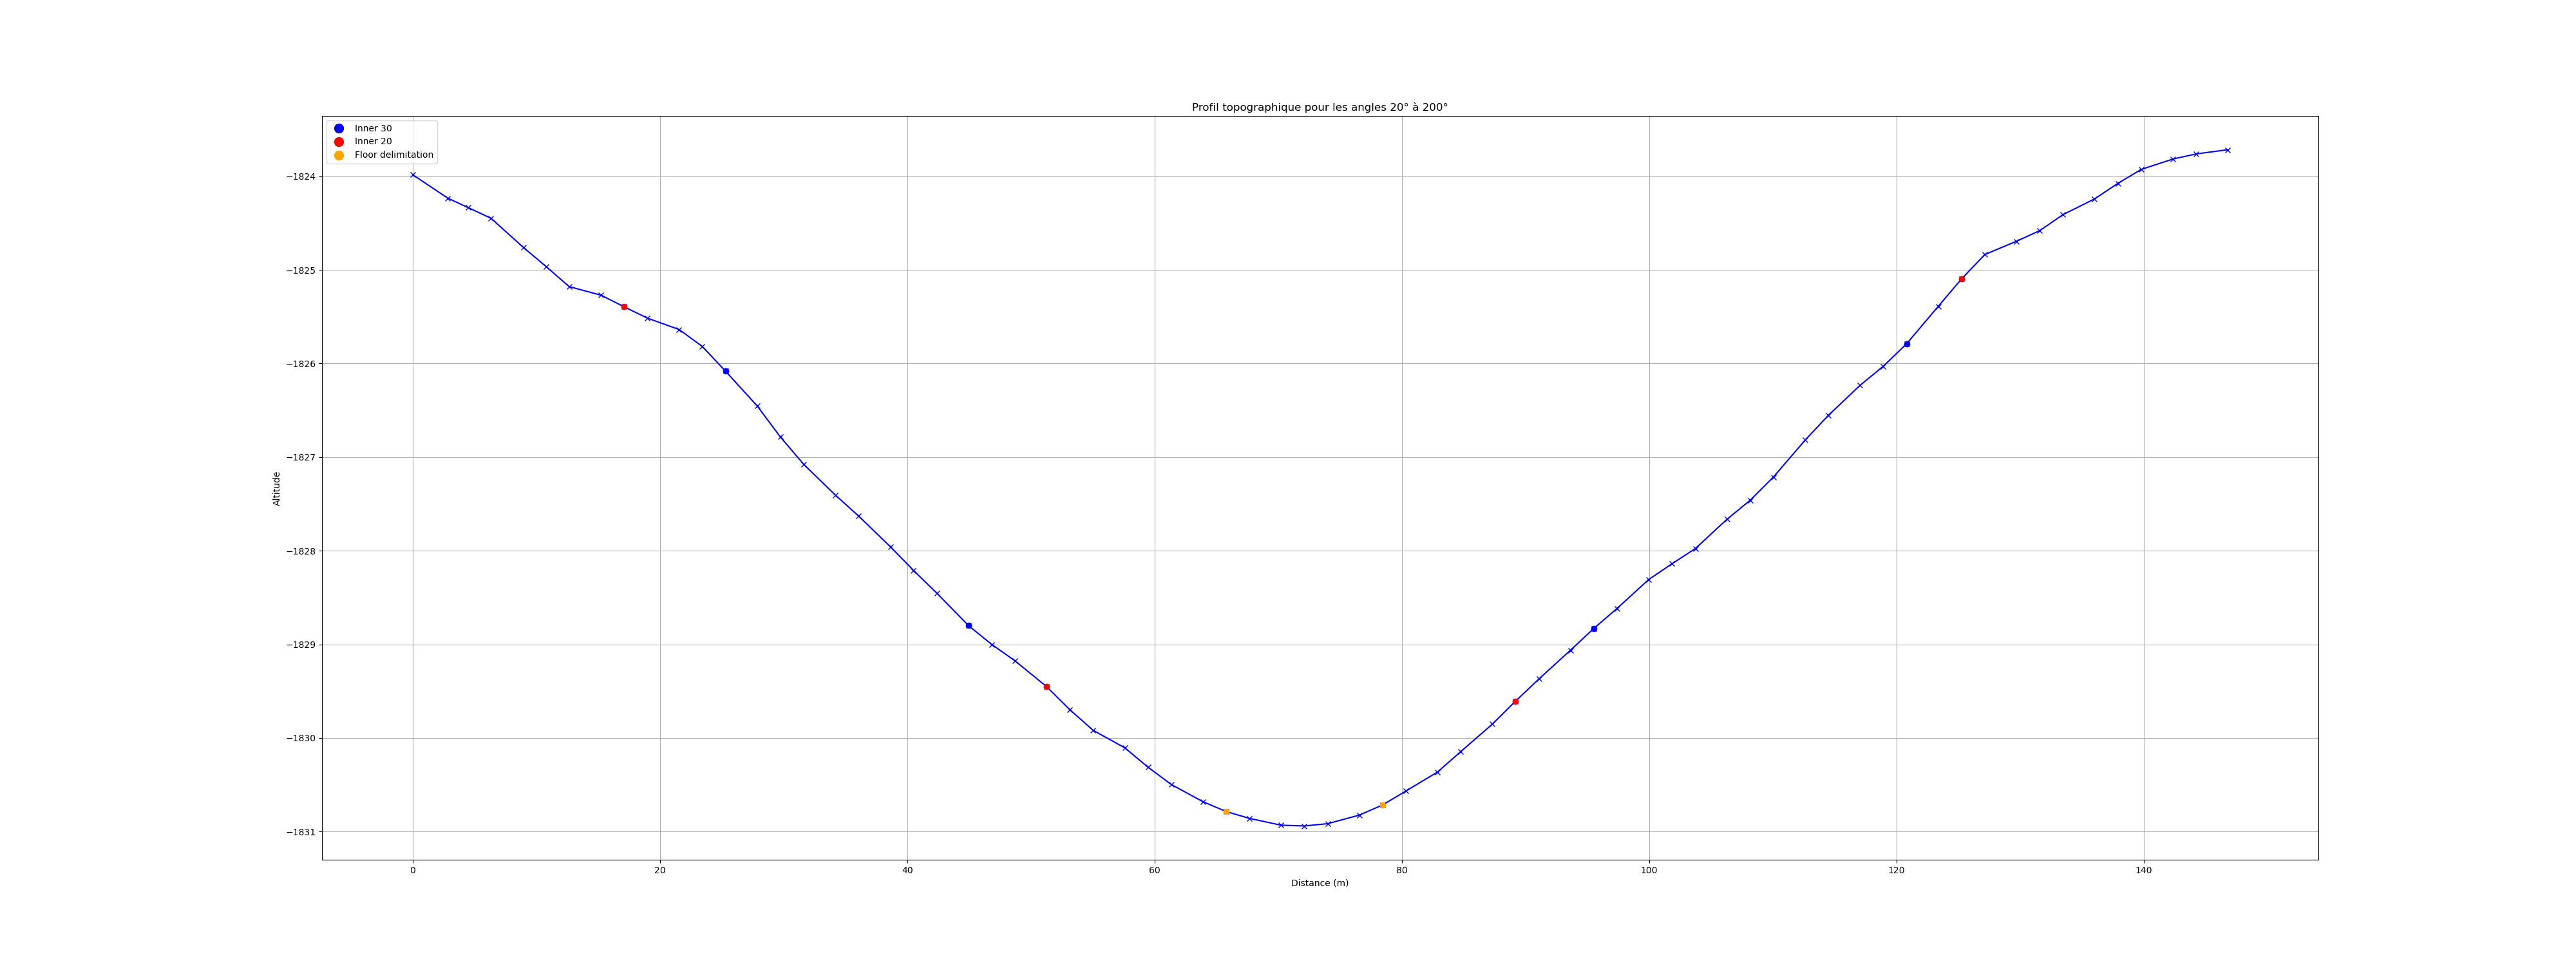 Profil topographique pour les angles 20° à 200°
Inner 30
Inner 20
Floor delimitation
−1824
−1825
−1826
−1827
−1828
−1829
−1830
−1831
Altitude
0 20 40 60 80 100 120 140
Distance (m)